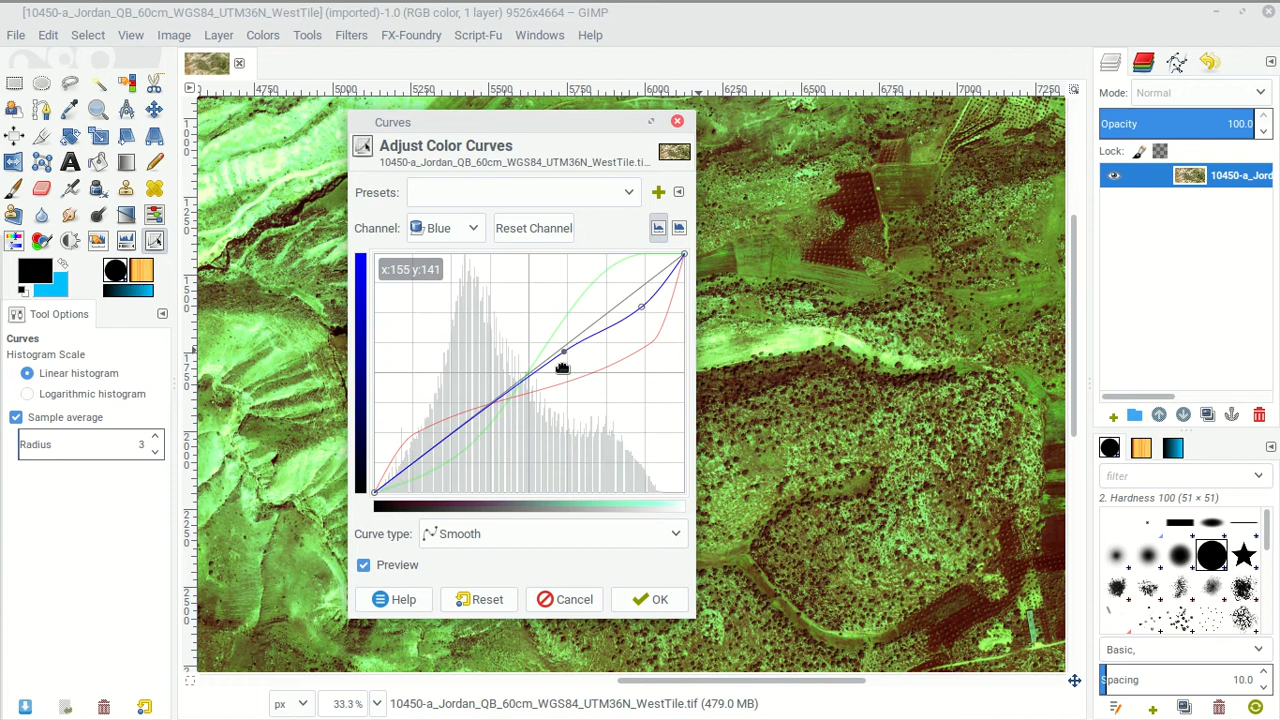 [10450-a_Jordan_QB_60cm_WGS84_UTM36N_WestTile] (imported)-1.0 (RGB color, 1 layer) 9526x4664 – GIMP
File Edit Select View Image Layer Colors Tools Filters FX-Foundry Script-Fu Windows Help
4750 5000 5250 5500 5750 6000 6250 6500 6750 7000 7250
Mode: Normal
Opacity 100.0
Lock:
10450-a_Jord
Curves
Adjust Color Curves
10450-a_Jordan_QB_60cm_WGS84_UTM36N_WestTile.ti...
Presets:
Channel: Blue Reset Channel
x:155 y:141
Curve type: Smooth
Preview
Help Reset Cancel OK
Tool Options
Curves
Histogram Scale
Linear histogram
Logarithmic histogram
Sample average
Radius 3
filter
2. Hardness 100 (51 × 51)
Basic,
Spacing 10.0
px 33.3 % 10450-a_Jordan_QB_60cm_WGS84_UTM36N_WestTile.tif (479.0 MB)